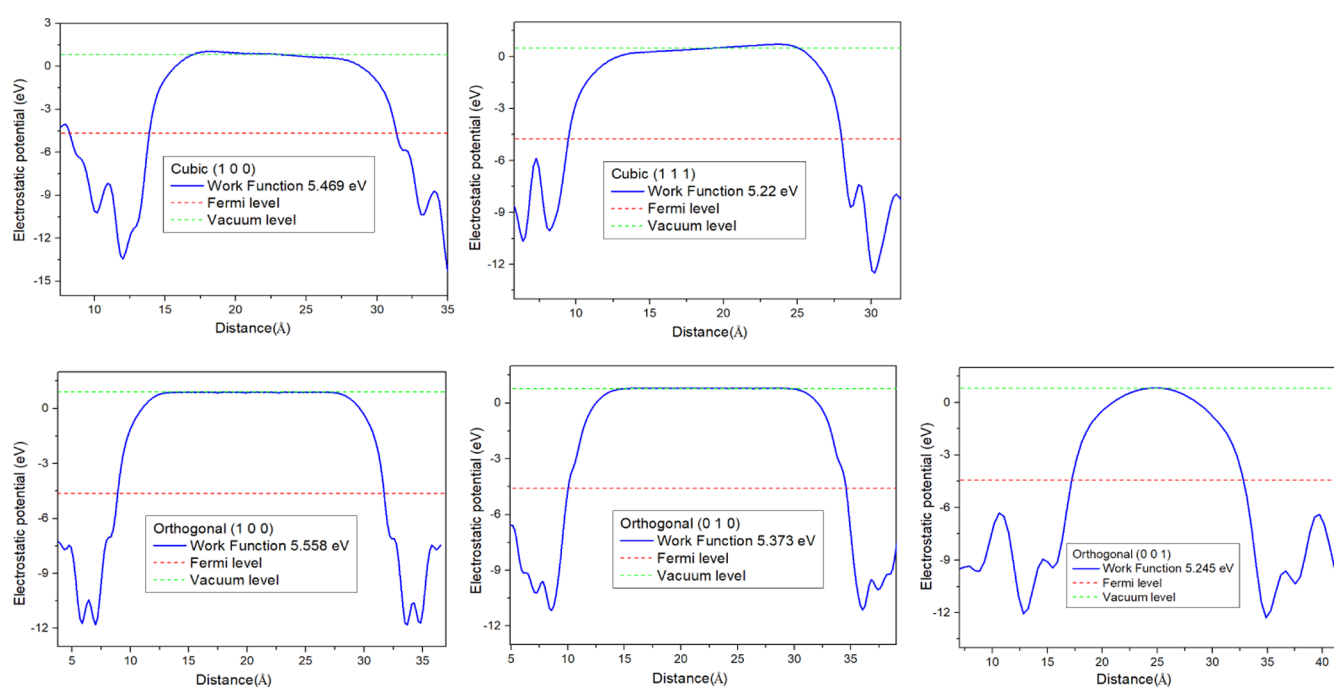 Electrostatic potential (eV)
3
0
-3
-6
-9
-12
-15
Cubic (1 0 0)
Work Function 5.469 eV
Fermi level
Vacuum level
10 15 20 25 30 35
Distance(Å)
Electrostatic potential (eV)
3
0
-3
-6
-9
-12
Cubic (1 1 1)
Work Function 5.22 eV
Fermi level
Vacuum level
10 15 20 25 30
Distance(Å)
Electrostatic potential (eV)
0
-3
-6
-9
-12
Orthogonal (1 0 0)
Work Function 5.558 eV
Fermi level
Vacuum level
5 10 15 20 25 30 35
Distance(Å)
Electrostatic potential (eV)
0
-3
-6
-9
-12
Orthogonal (0 1 0)
Work Function 5.373 eV
Fermi level
Vacuum level
5 10 15 20 25 30 35
Distance(Å)
Electrostatic potential (eV)
0
-3
-6
-9
-12
Orthogonal (0 0 1)
Work Function 5.245 eV
Fermi level
Vacuum level
10 15 20 25 30 35 40
Distance(Å)